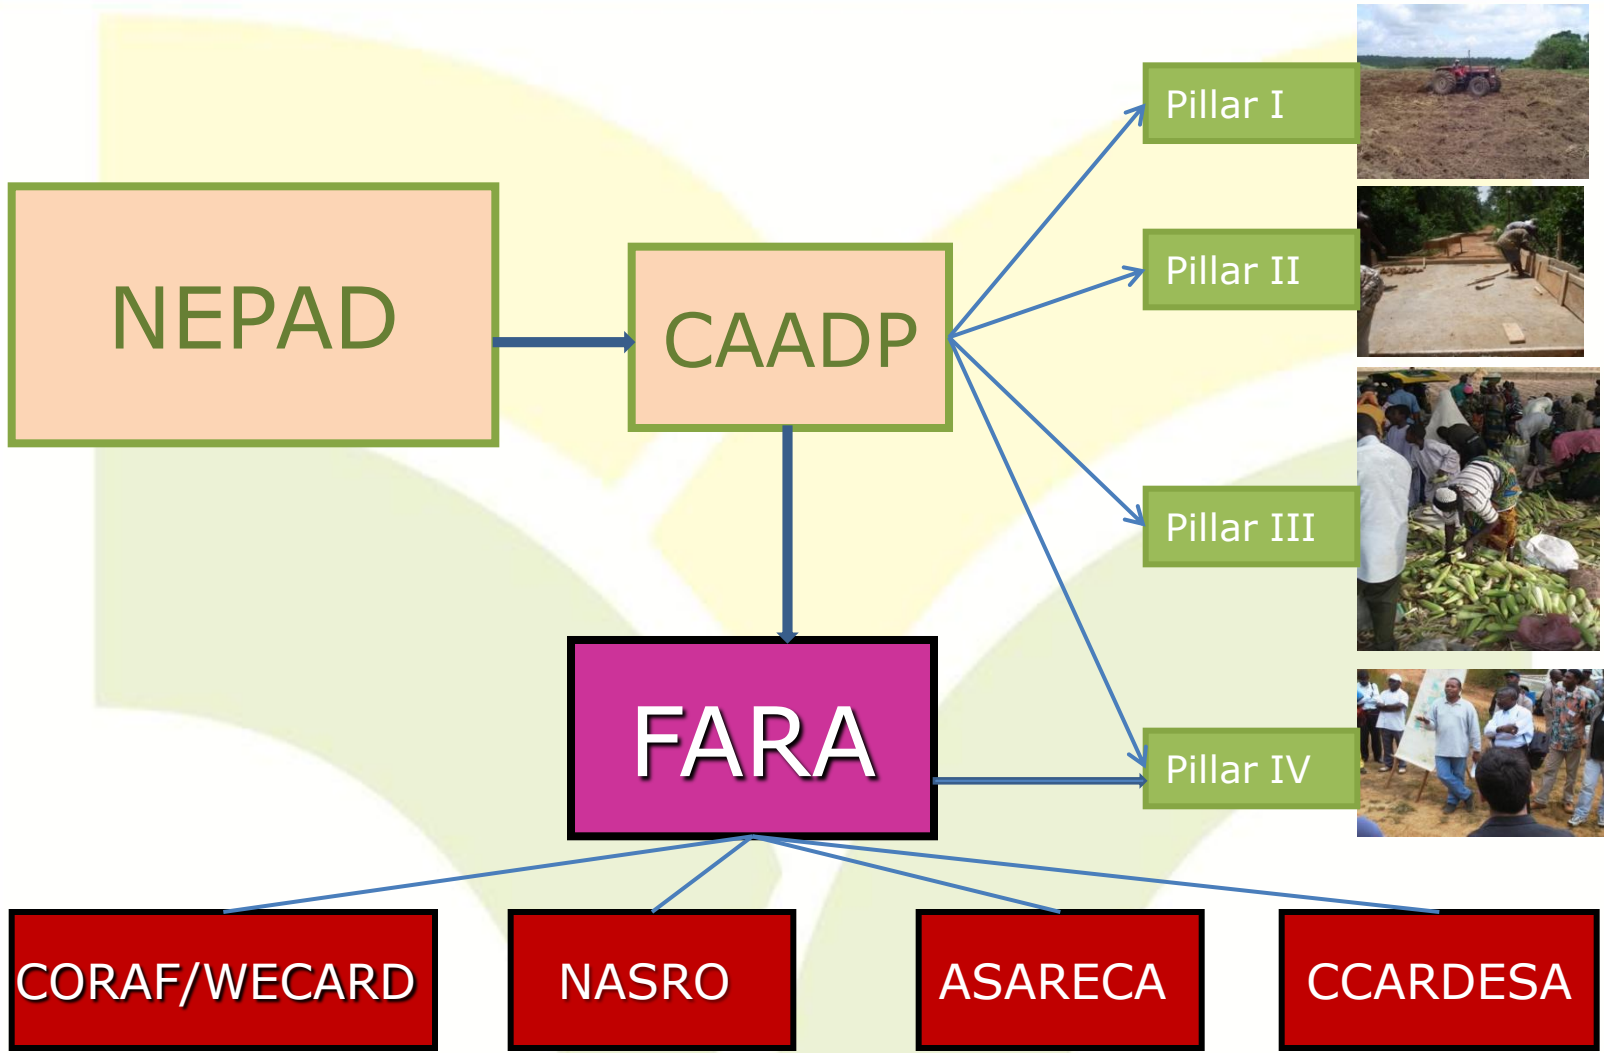 NEPAD
CAADP
Pillar I
Pillar II
Pillar III
Pillar IV
FARA
CORAF/WECARD
NASRO
ASARECA
CCARDESA